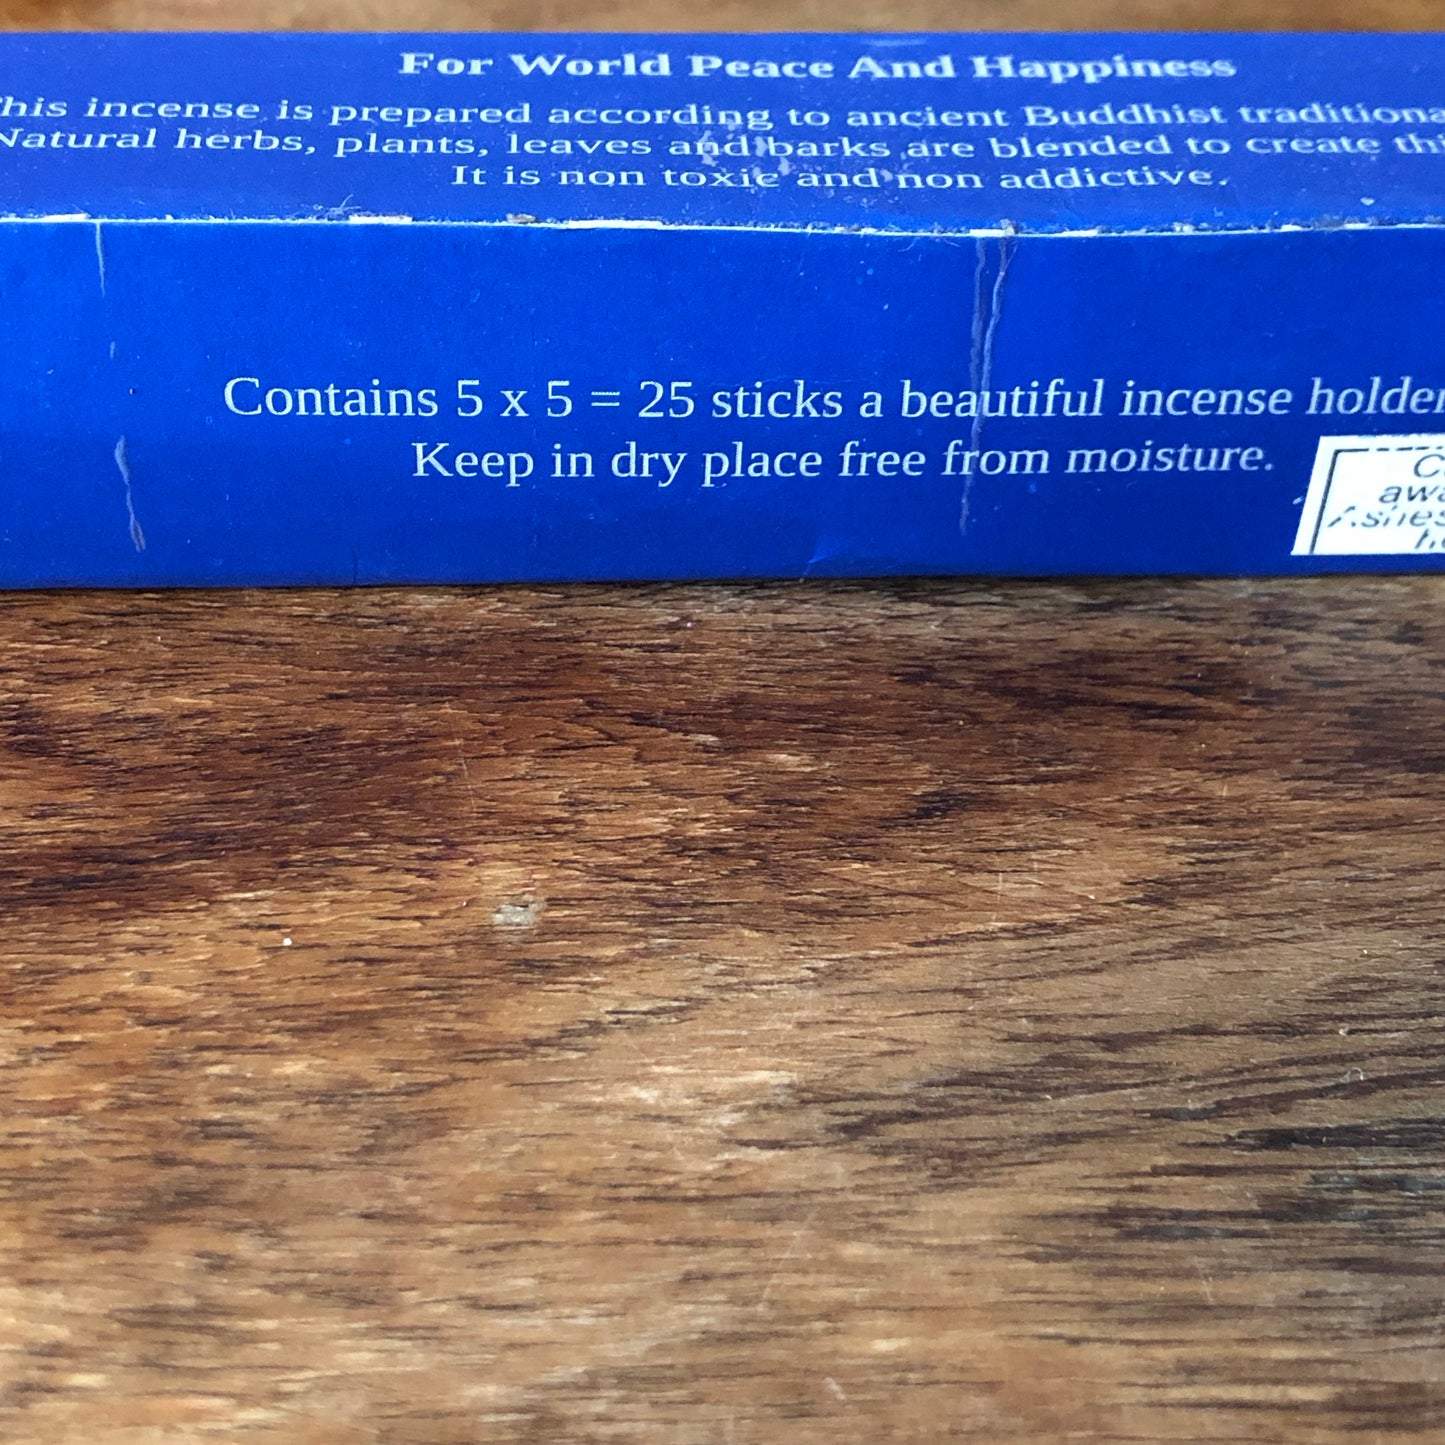 For World Peace And Happiness
his incense is prepared according to ancient Buddhist traditiona
Natural herbs, plants, leaves and barks are blended to create thi
It is non toxic and non addictive.
Contains 5 x 5 = 25 sticks a beautiful incense holder
Keep in dry place free from moisture.
C
awa
Ashes